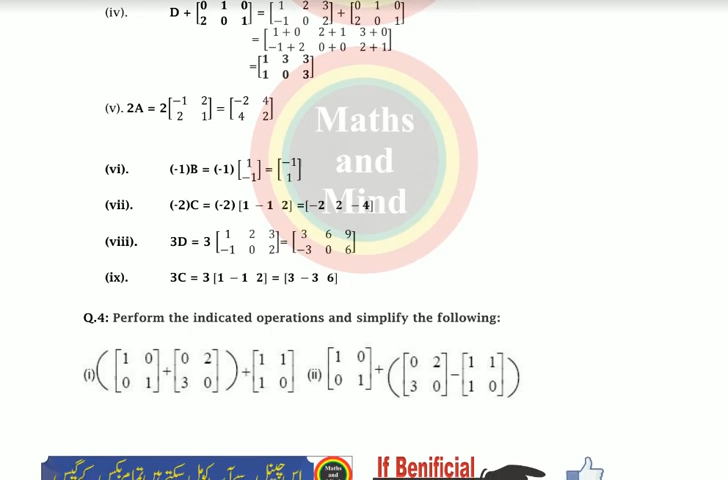 (iv). D + [0 1 0 / 2 0 1] = [1 2 3 / −1 0 2] + [0 1 0 / 2 0 1]
= [1 + 0 2 + 1 3 + 0 / −1 + 2 0 + 0 2 + 1]
= [1 3 3 / 1 0 3]
(v). 2A = 2 [−1 2 / 2 1] = [−2 4 / 4 2]
Maths
and
Mind
(vi). (-1)B = (-1) [1 / −1] = [−1 / 1]
(vii). (-2)C = (-2) [1 − 1 2] =[−2 2 − 4]
(viii). 3D = 3 [1 2 3 / −1 0 2] = [3 6 9 / −3 0 6]
(ix). 3C = 3 [1 − 1 2] = [3 − 3 6]
Q.4: Perform the indicated operations and simplify the following:
(i) ([1 0 / 0 1] + [0 2 / 3 0]) + [1 1 / 1 0] (ii) [1 0 / 0 1] + ([0 2 / 3 0] − [1 1 / 1 0])
Maths
and
If Benificial